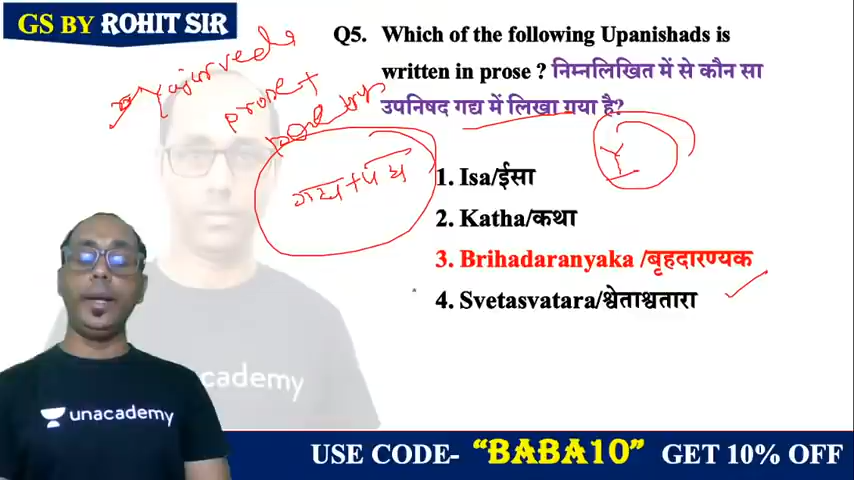 GS BY ROHIT SIR
Q5. Which of the following Upanishads is
written in prose ? निम्नलिखित में से कौन सा
उपनिषद गद्य में लिखा गया है?
Yajurveda
prose +
poetry
गद्य + पद्य
Y
1. Isa/ईसा
2. Katha/कथा
3. Brihadaranyaka /बृहदारण्यक
4. Svetasvatara/श्वेताश्वतारा
unacademy
cademy
USE CODE- “BABA10” GET 10% OFF